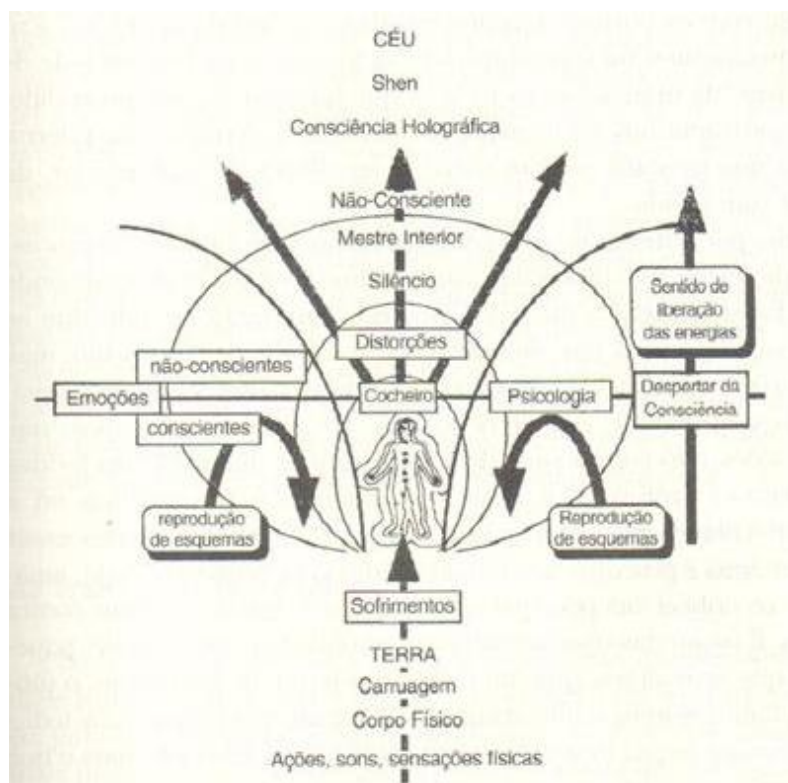 CÉU
Shen
Consciência Holográfica
Não-Consciente
Mestre Interior
Silêncio
Sentido de
liberação
das energias
Distorções
não-conscientes
Emoções
Cocheiro
Psicologia
Despertar da
Consciência
conscientes
reprodução
de esquemas
Reprodução
de esquemas
Sofrimentos
TERRA
Carruagem
Corpo Físico
Ações, sons, sensações físicas